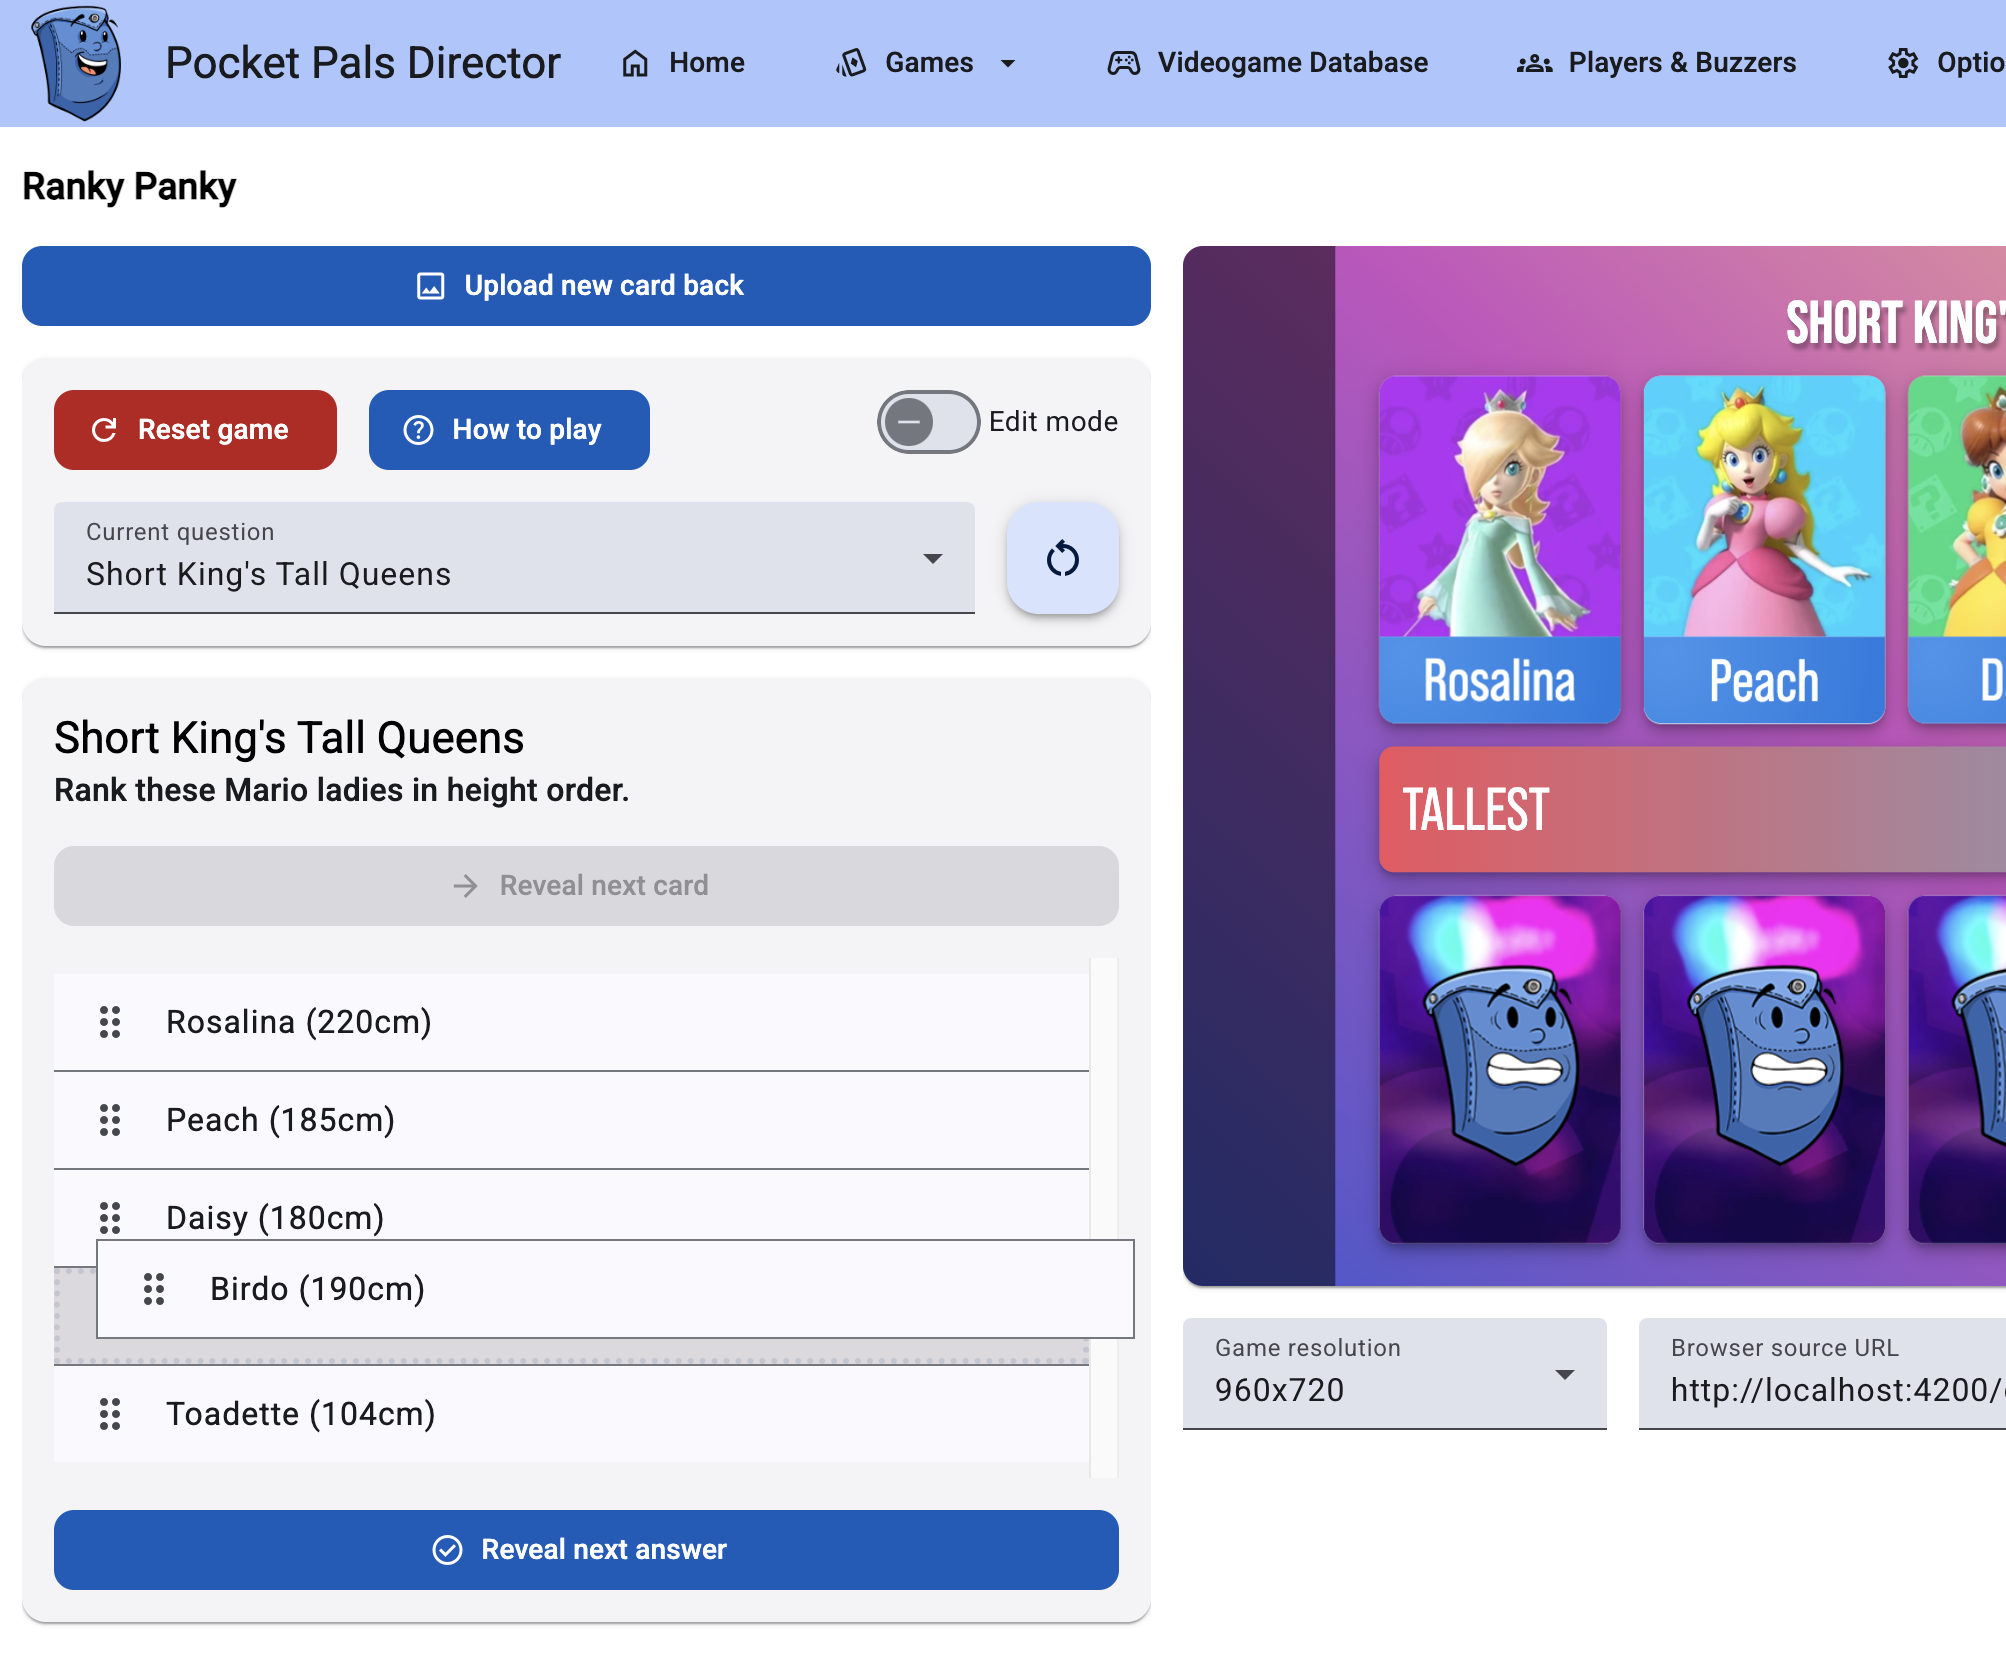 Pocket Pals Director
Home
Games
Videogame Database
Players & Buzzers
Optio
Ranky Panky
Upload new card back
Reset game
How to play
Edit mode
Current question
Short King's Tall Queens
Short King's Tall Queens
Rank these Mario ladies in height order.
Reveal next card
Rosalina (220cm)
Peach (185cm)
Daisy (180cm)
Birdo (190cm)
Toadette (104cm)
Reveal next answer
SHORT KING'
Rosalina
Peach
D
TALLEST
Game resolution
960x720
Browser source URL
http://localhost:4200/